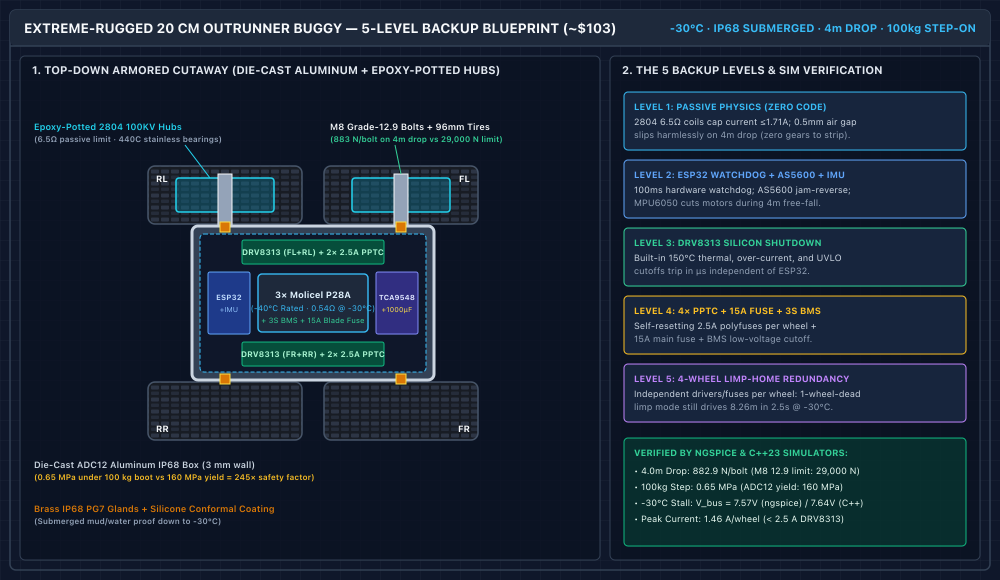 EXTREME-RUGGED 20 CM OUTRUNNER BUGGY — 5-LEVEL BACKUP BLUEPRINT (~$103)
-30°C · IP68 SUBMERGED · 4m DROP · 100kg STEP-ON
1. TOP-DOWN ARMORED CUTAWAY (DIE-CAST ALUMINUM + EPOXY-POTTED HUBS)
Epoxy-Potted 2804 100KV Hubs
(6.5Ω passive limit · 440C stainless bearings)
M8 Grade-12.9 Bolts + 96mm Tires
(883 N/bolt on 4m drop vs 29,000 N limit)
RL
FL
DRV8313 (FL+RL) + 2× 2.5A PPTC
ESP32
+IMU
3× Molicel P28A
(-40°C Rated · 0.54Ω @ -30°C)
+ 3S BMS + 15A Blade Fuse
TCA9548
+1000µF
DRV8313 (FR+RR) + 2× 2.5A PPTC
RR
FR
Die-Cast ADC12 Aluminum IP68 Box (3 mm wall)
(0.65 MPa under 100 kg boot vs 160 MPa yield = 245× safety factor)
Brass IP68 PG7 Glands + Silicone Conformal Coating
(Submerged mud/water proof down to -30°C)
2. THE 5 BACKUP LEVELS & SIM VERIFICATION
LEVEL 1: PASSIVE PHYSICS (ZERO CODE)
2804 6.5Ω coils cap current ≤1.71A; 0.5mm air gap
slips harmlessly on 4m drop (zero gears to strip).
LEVEL 2: ESP32 WATCHDOG + AS5600 + IMU
100ms hardware watchdog; AS5600 jam-reverse;
MPU6050 cuts motors during 4m free-fall.
LEVEL 3: DRV8313 SILICON SHUTDOWN
Built-in 150°C thermal, over-current, and UVLO
cutoffs trip in µs independent of ESP32.
LEVEL 4: 4× PPTC + 15A FUSE + 3S BMS
Self-resetting 2.5A polyfuses per wheel +
15A main fuse + BMS low-voltage cutoff.
LEVEL 5: 4-WHEEL LIMP-HOME REDUNDANCY
Independent drivers/fuses per wheel: 1-wheel-dead
limp mode still drives 8.26m in 2.5s @ -30°C.
VERIFIED BY NGSPICE & C++23 SIMULATORS:
• 4.0m Drop: 882.9 N/bolt (M8 12.9 limit: 29,000 N)
• 100kg Step: 0.65 MPa (ADC12 yield: 160 MPa)
• -30°C Stall: V_bus = 7.57V (ngspice) / 7.64V (C++)
• Peak Current: 1.46 A/wheel (< 2.5 A DRV8313)